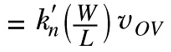 = k′ₙ(W/L) v_OV